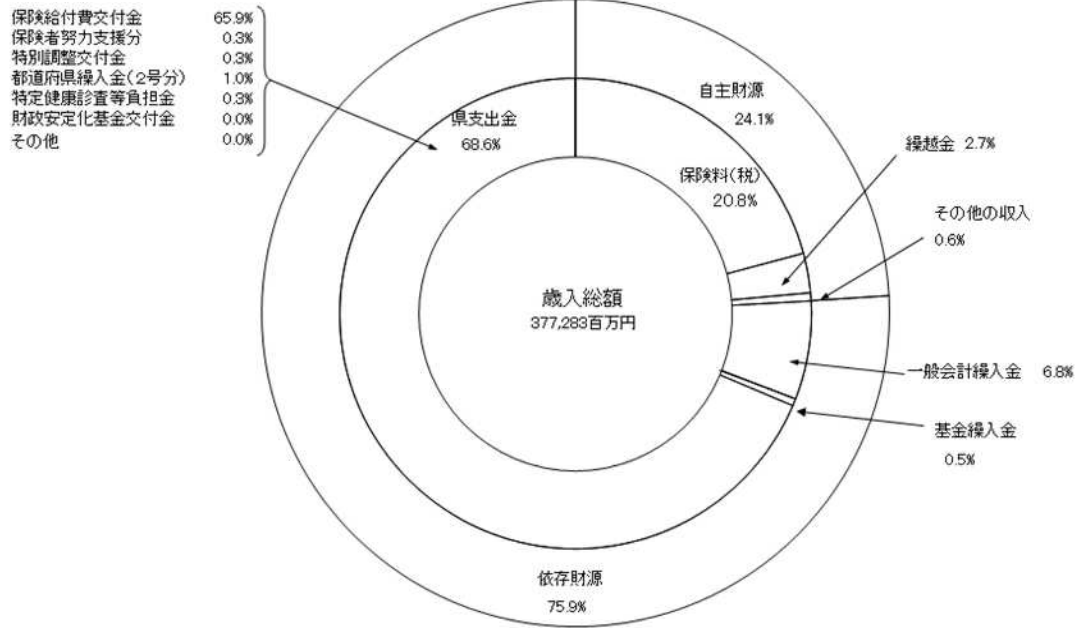 保険給付費交付金 65.9%
保険者努力支援分 0.3%
特別調整交付金 0.3%
都道府県繰入金(2号分) 1.0%
特定健康診査等負担金 0.3%
財政安定化基金交付金 0.0%
その他 0.0%
県支出金
68.6%
自主財源
24.1%
保険料(税)
20.8%
繰越金 2.7%
その他の収入
0.6%
歳入総額
377,283百万円
一般会計繰入金 6.8%
基金繰入金
0.5%
依存財源
75.9%